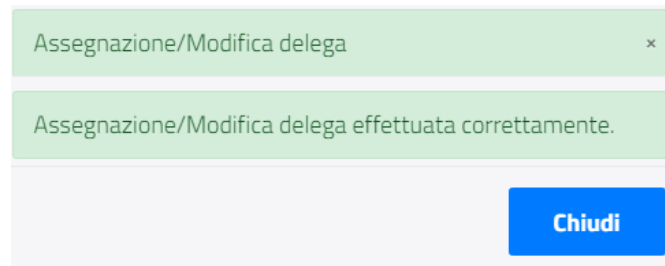 Assegnazione/Modifica delega ×
Assegnazione/Modifica delega effettuata correttamente.
Chiudi